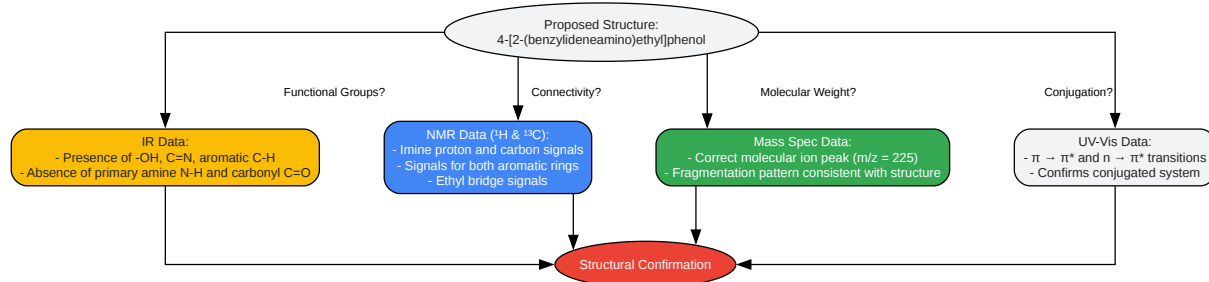 Proposed Structure:
4-[2-(benzylideneamino)ethyl]phenol
Functional Groups?
Connectivity?
Molecular Weight?
Conjugation?
IR Data:
- Presence of -OH, C=N, aromatic C-H
- Absence of primary amine N-H and carbonyl C=O
NMR Data (¹H & ¹³C):
- Imine proton and carbon signals
- Signals for both aromatic rings
- Ethyl bridge signals
Mass Spec Data:
- Correct molecular ion peak (m/z = 225)
- Fragmentation pattern consistent with structure
UV-Vis Data:
- π → π* and n → π* transitions
- Confirms conjugated system
Structural Confirmation